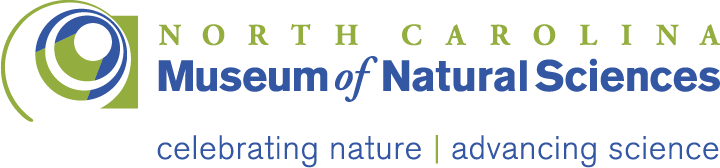 NORTH CAROLINA
Museum of Natural Sciences
celebrating nature | advancing science